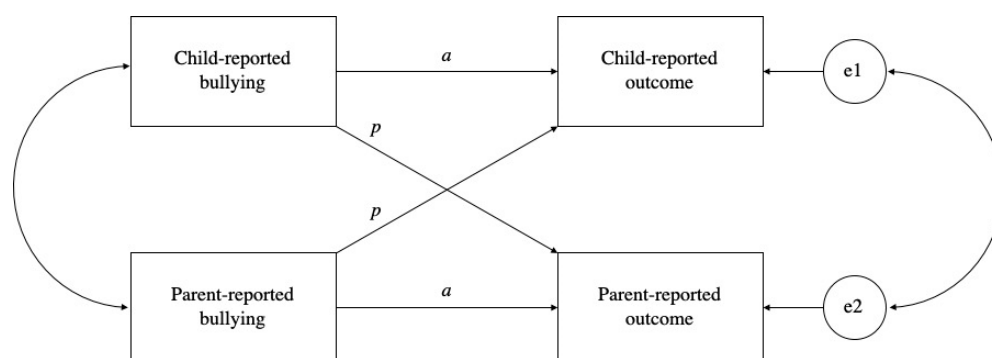 Child-reported
bullying
a
Child-reported
outcome
e1
p
p
Parent-reported
bullying
a
Parent-reported
outcome
e2